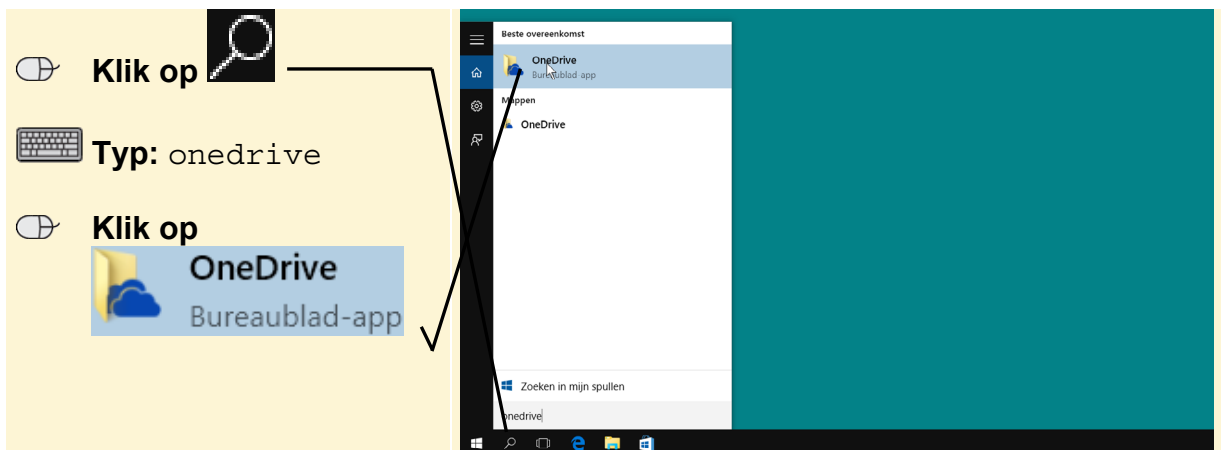 Klik op
Typ: onedrive
Klik op
OneDrive
Bureaublad-app
Beste overeenkomst
OneDrive
Bureaublad-app
Mappen
OneDrive
Zoeken in mijn spullen
onedrive